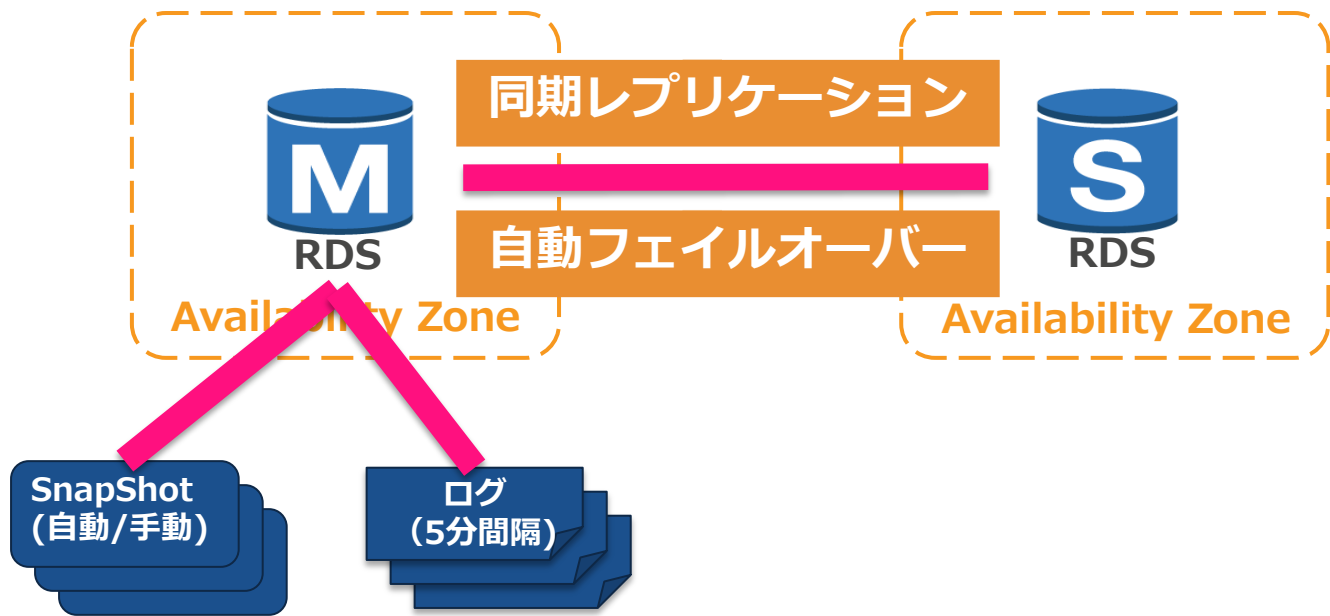 同期レプリケーション
M
S
RDS
自動フェイルオーバー
RDS
Availability Zone
Availability Zone
SnapShot
(自動/手動)
ログ
(5分間隔)